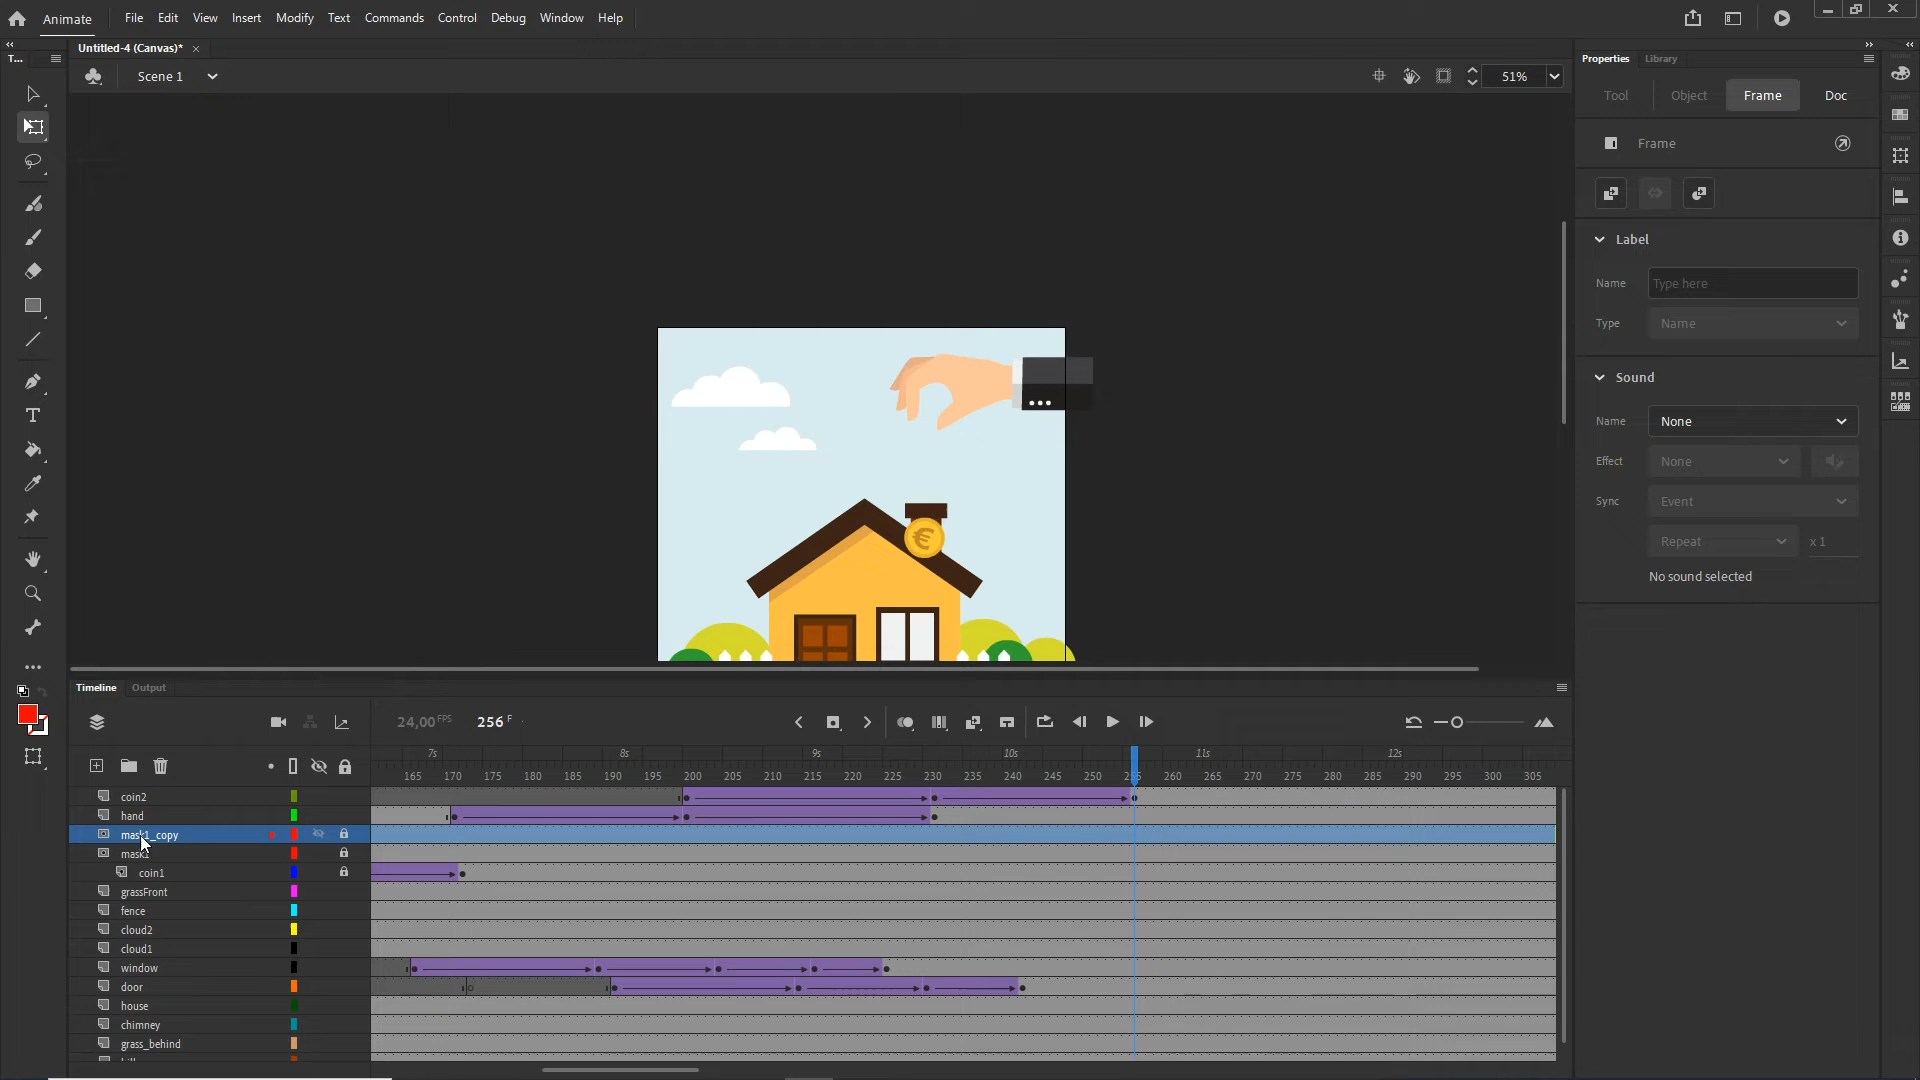 Animate File Edit View Insert Modify Text Commands Control Debug Window Help
Untitled-4 (Canvas)* ×
T...
Scene 1
51%
Properties Library
Tool Object Frame Doc
Frame
Label
Name Type here
Type Name
Sound
Name None
Effect None
Sync Event
Repeat x 1
No sound selected
€
Timeline Output
24,00 FPS 256 F
7s 8s 9s 10s 11s 12s
165 170 175 180 185 190 195 200 205 210 215 220 225 230 235 240 245 250 255 260 265 270 275 280 285 290 295 300 305
coin2
hand
mask1_copy
mask1
coin1
grassFront
fence
cloud2
cloud1
window
door
house
chimney
grass_behind